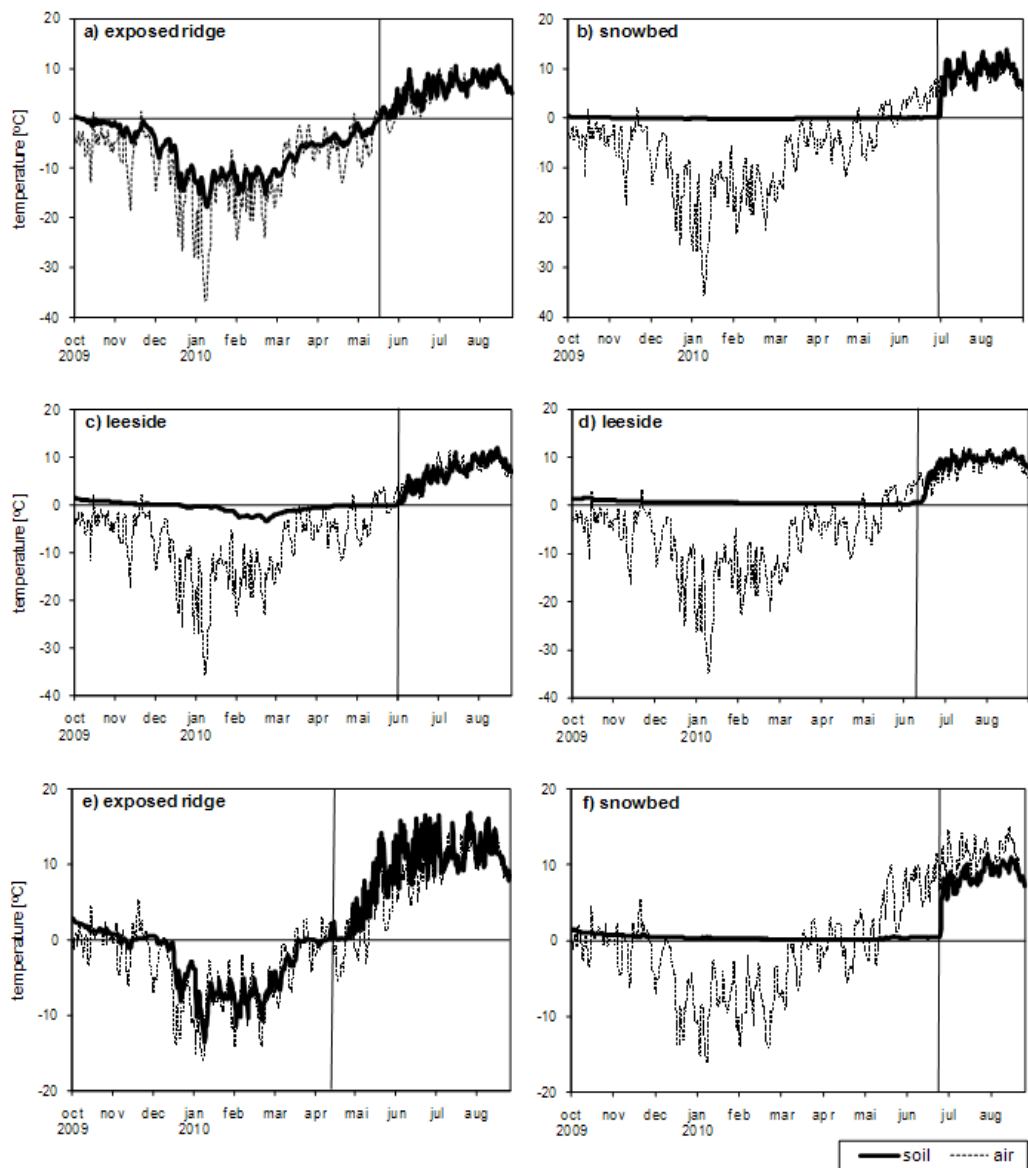 a) exposed ridge
temperature [ºC]
20
10
0
-10
-20
-30
-40
oct nov dec jan feb mar apr mai jun jul aug
2009 2010
b) snowbed
20
10
0
-10
-20
-30
40
oct nov dec jan feb mar apr mai jun jul aug
2009 2010
c) leeside
temperature [ºC]
20
10
0
-10
-20
-30
-40
oct nov dec jan feb mar apr mai jun jul aug
2009 2010
d) leeside
20
10
0
-10
-20
-30
-40
oct nov dec jan feb mar apr mai jun jul aug
2009 2010
e) exposed ridge
temperature [ºC]
20
10
0
-10
-20
oct nov dec jan feb mar apr mai jun jul aug
2009 2010
f) snowbed
20
10
0
-10
-20
oct nov dec jan feb mar apr mai jun jul aug
2009 2010
soil air